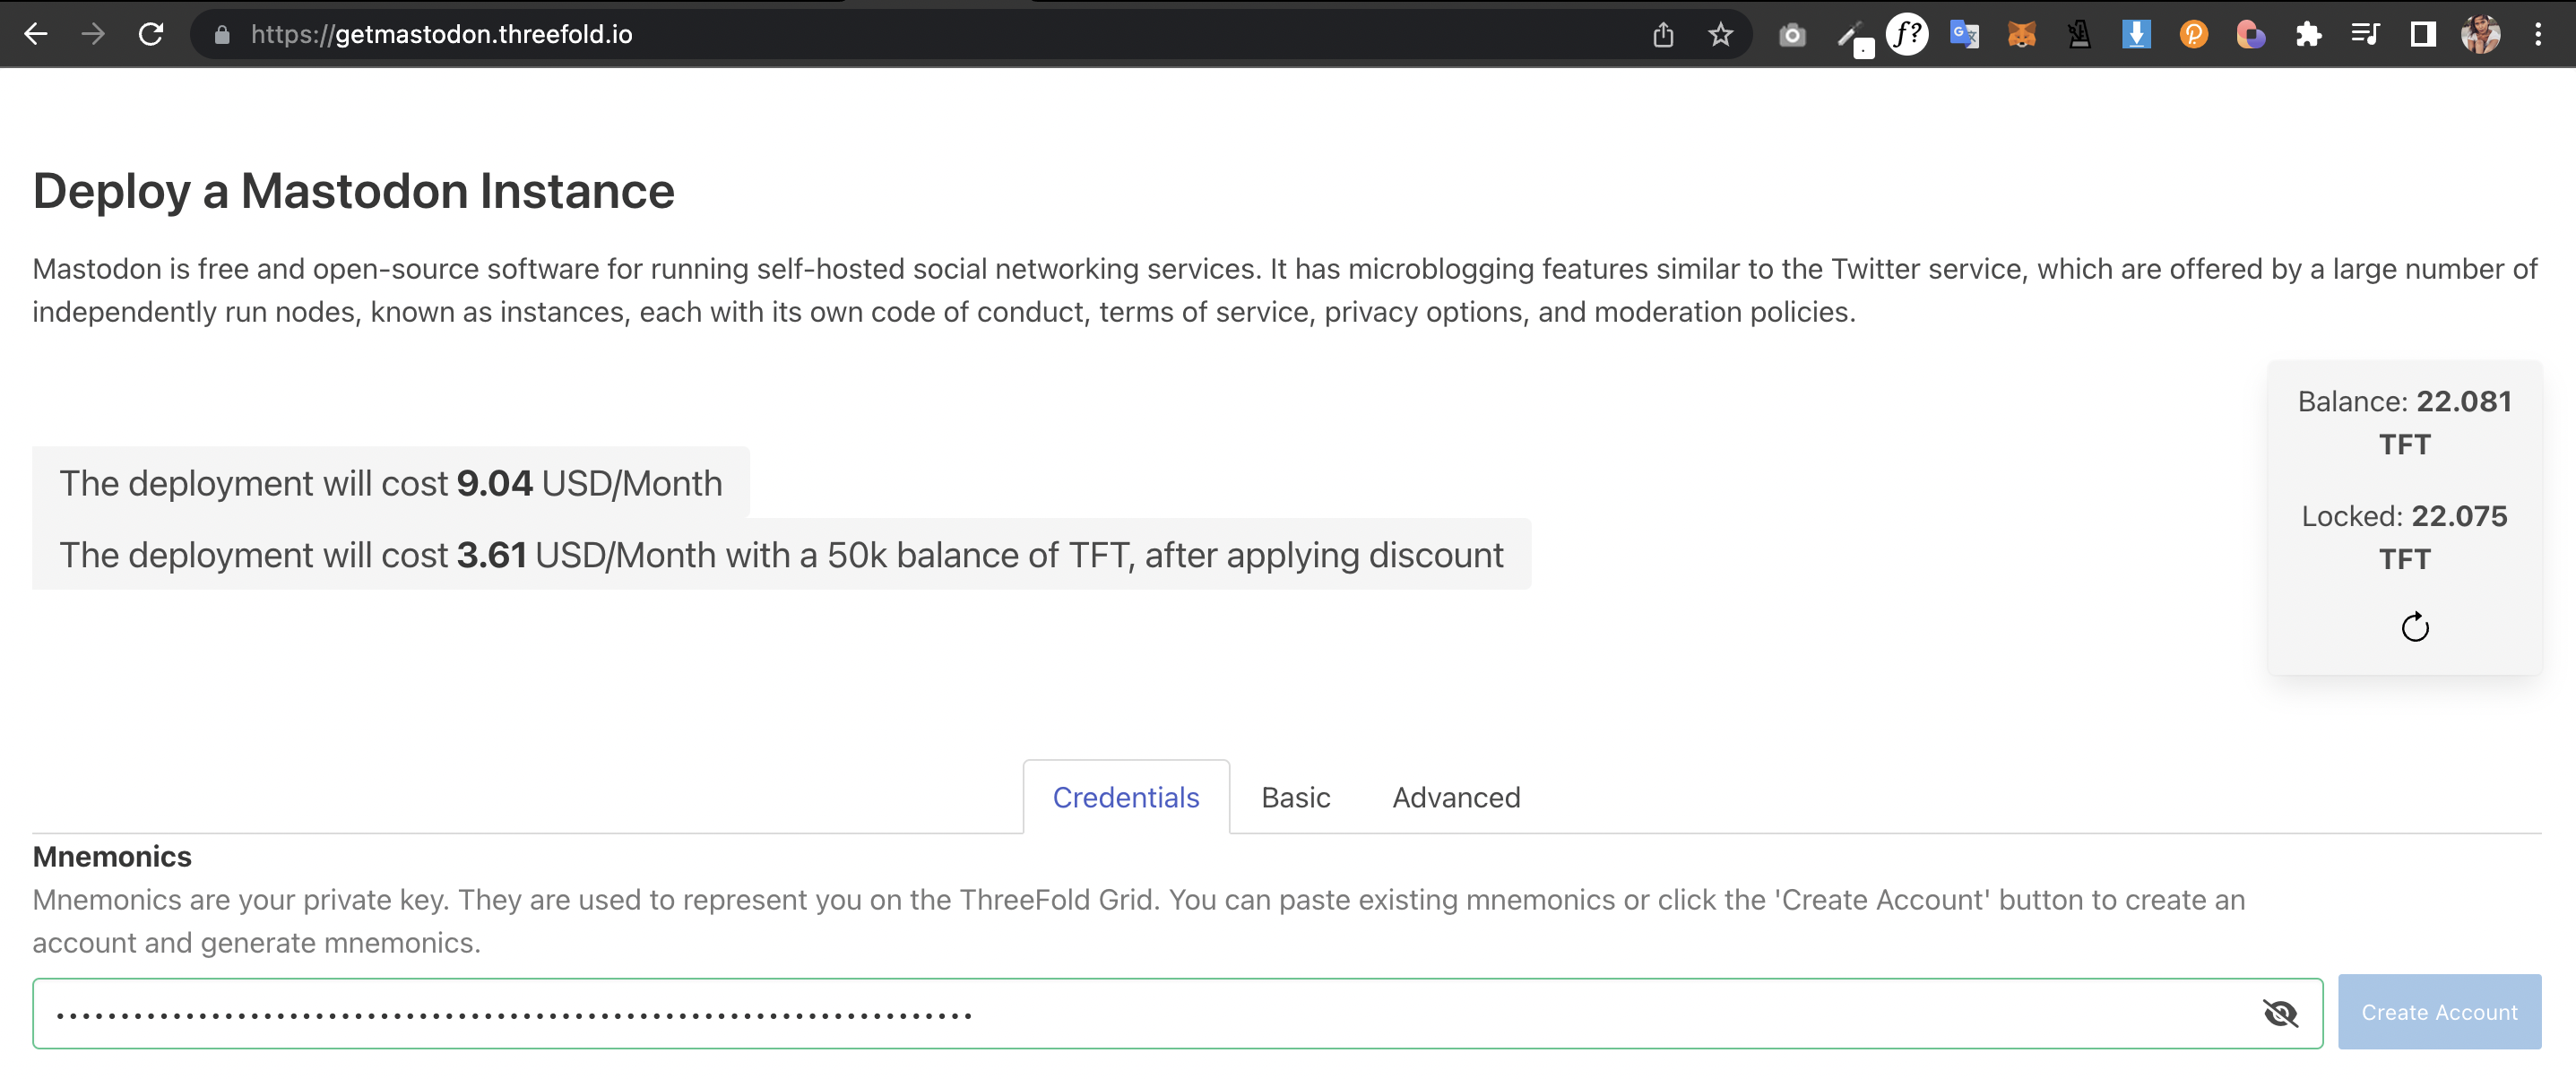 https://getmastodon.threefold.io
Deploy a Mastodon Instance
Mastodon is free and open-source software for running self-hosted social networking services. It has microblogging features similar to the Twitter service, which are offered by a large number of
independently run nodes, known as instances, each with its own code of conduct, terms of service, privacy options, and moderation policies.
Balance: 22.081
TFT
Locked: 22.075
TFT
The deployment will cost 9.04 USD/Month
The deployment will cost 3.61 USD/Month with a 50k balance of TFT, after applying discount
Credentials Basic Advanced
Mnemonics
Mnemonics are your private key. They are used to represent you on the ThreeFold Grid. You can paste existing mnemonics or click the 'Create Account' button to create an
account and generate mnemonics.
Create Account